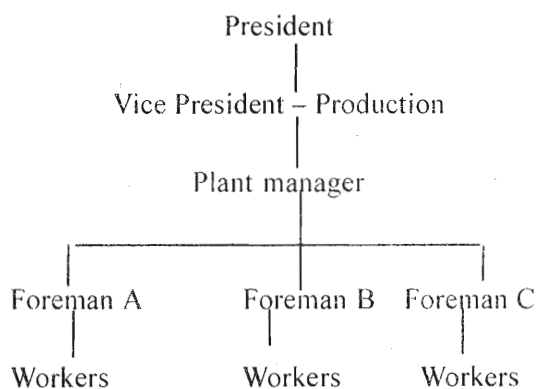 President
Vice President – Production
Plant manager
Foreman A Foreman B Foreman C
Workers Workers Workers